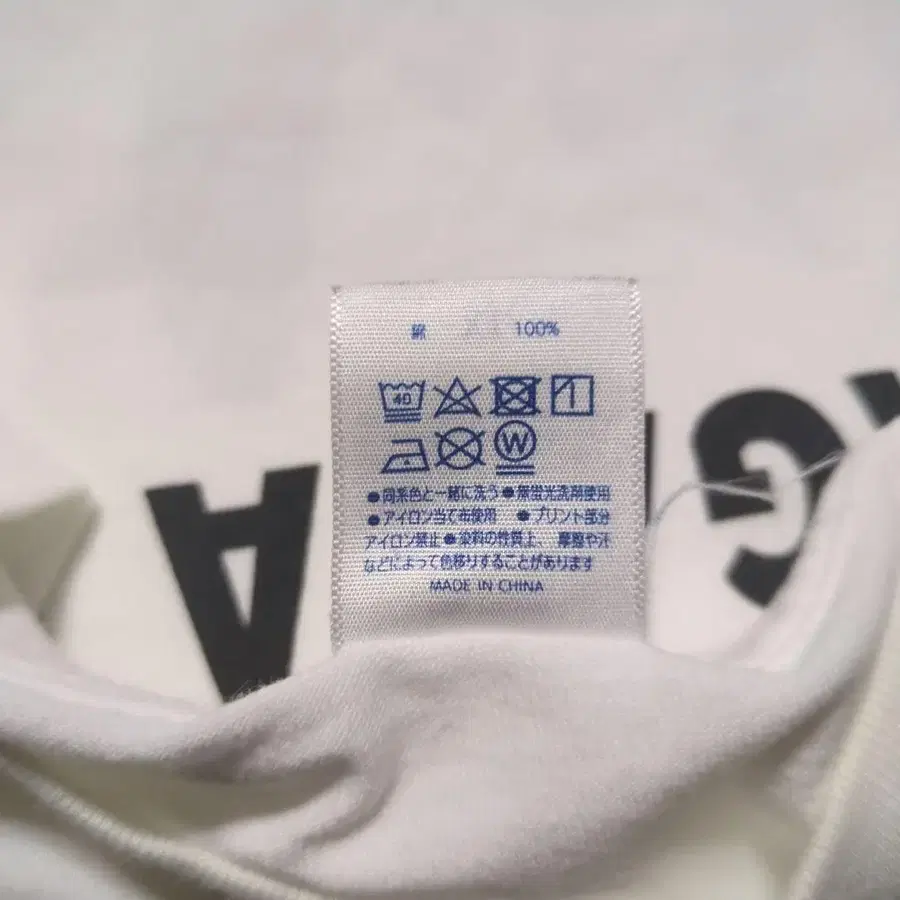 綿 100%
40
W
●同系色と一緒に洗う ●無蛍光洗剤使用
●アイロン当て布使用 ●プリント部分
アイロン禁止 ●染料の性質上、摩擦や汗
などによって色移りすることがあります
MADE IN CHINA
G
A